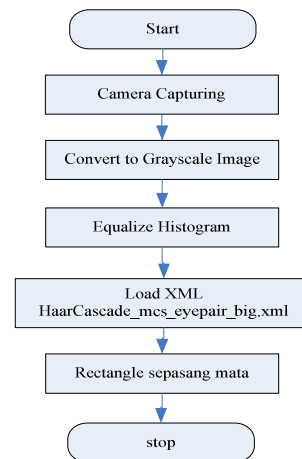 Start
Camera Capturing
Convert to Grayscale Image
Equalize Histogram
Load XML
HaarCascade_mcs_eyepair_big.xml
Rectangle sepasang mata
stop